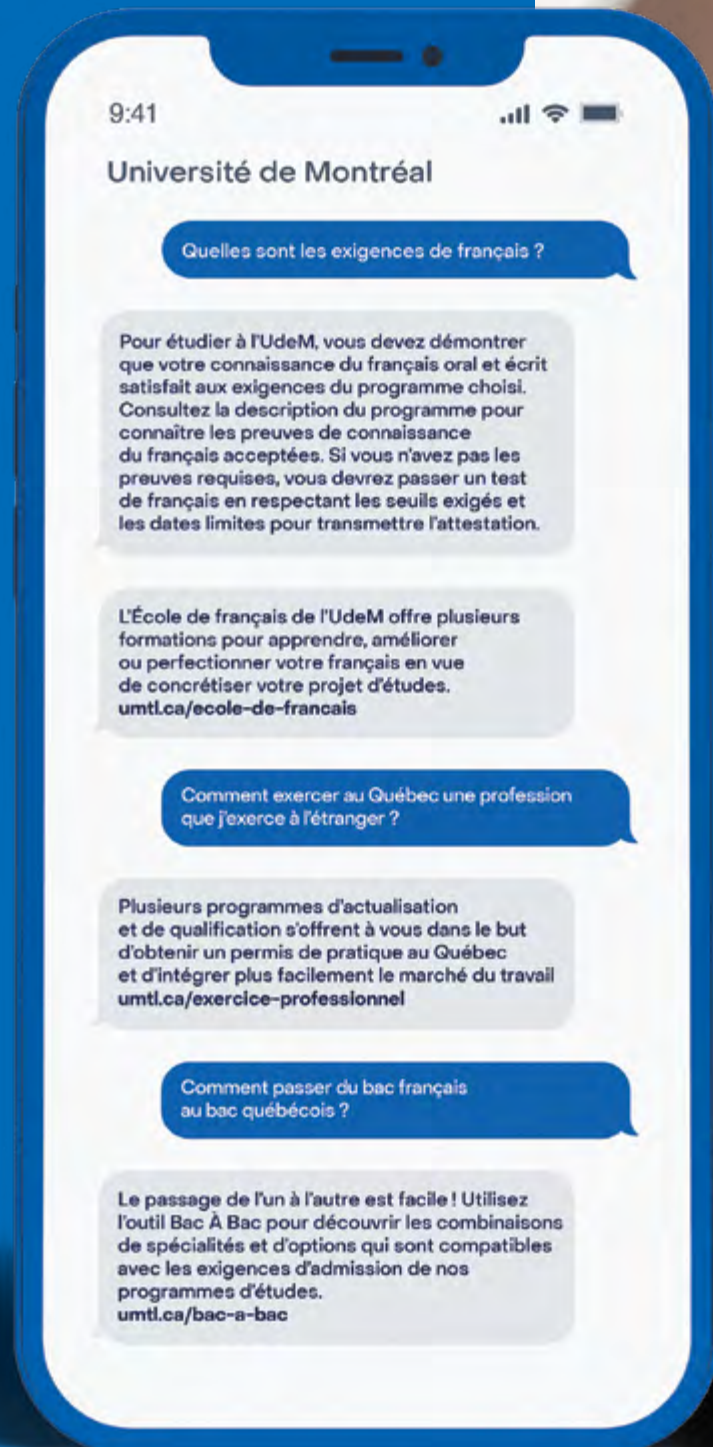 9:41
Université de Montréal
Quelles sont les exigences de français ?
Pour étudier à l'UdeM, vous devez démontrer
que votre connaissance du français oral et écrit
satisfait aux exigences du programme choisi.
Consultez la description du programme pour
connaître les preuves de connaissance
du français acceptées. Si vous n'avez pas les
preuves requises, vous devrez passer un test
de français en respectant les seuils exigés et
les dates limites pour transmettre l'attestation.
L'École de français de l'UdeM offre plusieurs
formations pour apprendre, améliorer
ou perfectionner votre français en vue
de concrétiser votre projet d'études.
umtl.ca/ecole-de-francais
Comment exercer au Québec une profession
que j'exerce à l'étranger ?
Plusieurs programmes d'actualisation
et de qualification s'offrent à vous dans le but
d'obtenir un permis de pratique au Québec
et d'intégrer plus facilement le marché du travail
umtl.ca/exercice-professionnel
Comment passer du bac français
au bac québécois ?
Le passage de l'un à l'autre est facile ! Utilisez
l'outil Bac À Bac pour découvrir les combinaisons
de spécialités et d'options qui sont compatibles
avec les exigences d'admission de nos
programmes d'études.
umtl.ca/bac-a-bac